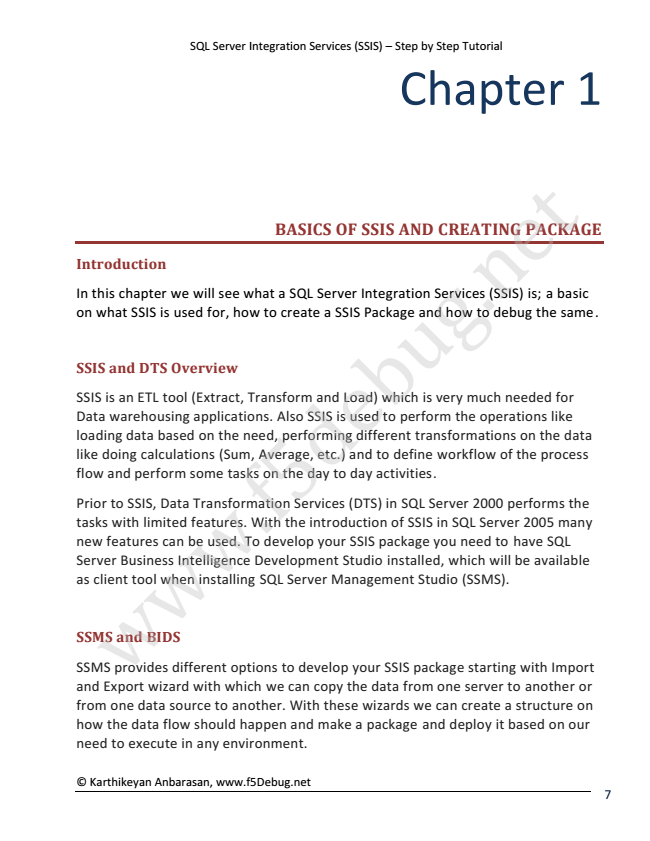 SQL Server Integration Services (SSIS) – Step by Step Tutorial
Chapter 1
BASICS OF SSIS AND CREATING PACKAGE
Introduction
In this chapter we will see what a SQL Server Integration Services (SSIS) is; a basic
on what SSIS is used for, how to create a SSIS Package and how to debug the same.
SSIS and DTS Overview
SSIS is an ETL tool (Extract, Transform and Load) which is very much needed for
Data warehousing applications. Also SSIS is used to perform the operations like
loading data based on the need, performing different transformations on the data
like doing calculations (Sum, Average, etc.) and to define workflow of the process
flow and perform some tasks on the day to day activities.
Prior to SSIS, Data Transformation Services (DTS) in SQL Server 2000 performs the
tasks with limited features. With the introduction of SSIS in SQL Server 2005 many
new features can be used. To develop your SSIS package you need to have SQL
Server Business Intelligence Development Studio installed, which will be available
as client tool when installing SQL Server Management Studio (SSMS).
SSMS and BIDS
SSMS provides different options to develop your SSIS package starting with Import
and Export wizard with which we can copy the data from one server to another or
from one data source to another. With these wizards we can create a structure on
how the data flow should happen and make a package and deploy it based on our
need to execute in any environment.
© Karthikeyan Anbarasan, www.f5Debug.net
7
www.f5debug.net